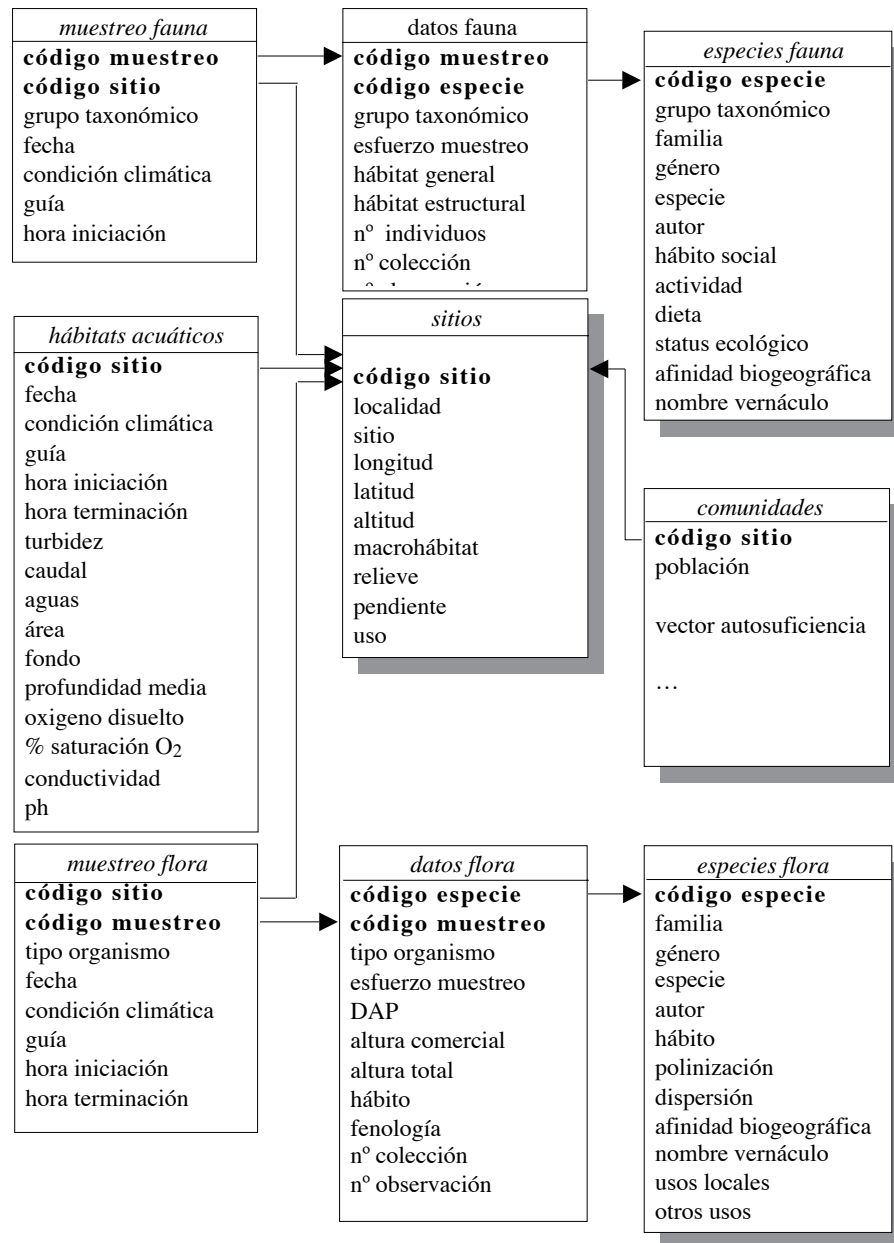 muestreo fauna
código muestreo
código sitio
grupo taxonómico
fecha
condición climática
guía
hora iniciación
datos fauna
código muestreo
código especie
grupo taxonómico
esfuerzo muestreo
hábitat general
hábitat estructural
nº individuos
nº colección
especies fauna
código especie
grupo taxonómico
familia
género
especie
autor
hábito social
actividad
dieta
status ecológico
afinidad biogeográfica
nombre vernáculo
hábitats acuáticos
código sitio
fecha
condición climática
guía
hora iniciación
hora terminación
turbidez
caudal
aguas
área
fondo
profundidad media
oxigeno disuelto
% saturación O2
conductividad
ph
sitios
código sitio
localidad
sitio
longitud
latitud
altitud
macrohábitat
relieve
pendiente
uso
comunidades
código sitio
población
vector autosuficiencia
…
muestreo flora
código sitio
código muestreo
tipo organismo
fecha
condición climática
guía
hora iniciación
hora terminación
datos flora
código especie
código muestreo
tipo organismo
esfuerzo muestreo
DAP
altura comercial
altura total
hábito
fenología
nº colección
nº observación
especies flora
código especie
familia
género
especie
autor
hábito
polinización
dispersión
afinidad biogeográfica
nombre vernáculo
usos locales
otros usos